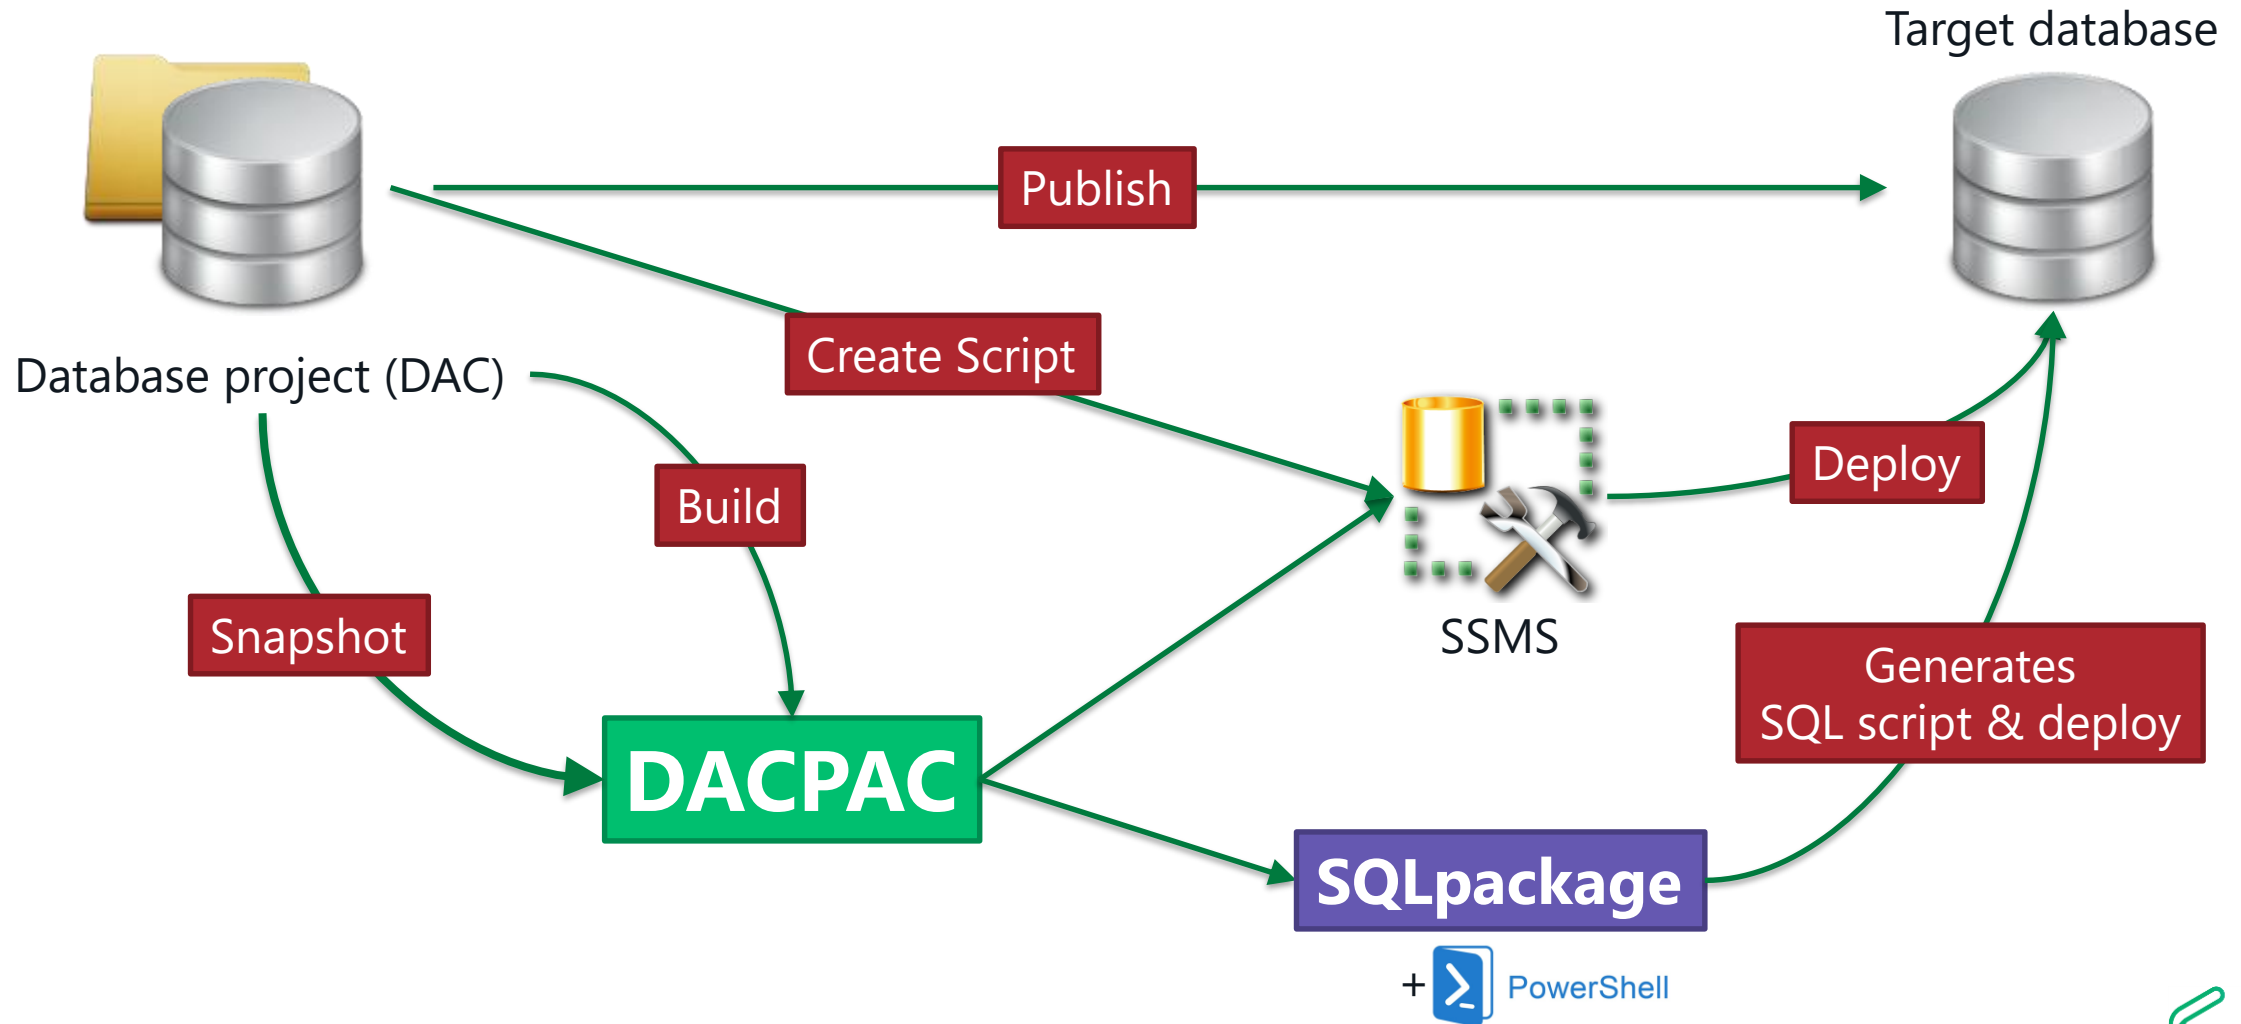 Target database
Publish
Create Script
Database project (DAC)
Build
Deploy
Snapshot
SSMS
Generates
SQL script & deploy
DACPAC
SQLpackage
+
PowerShell